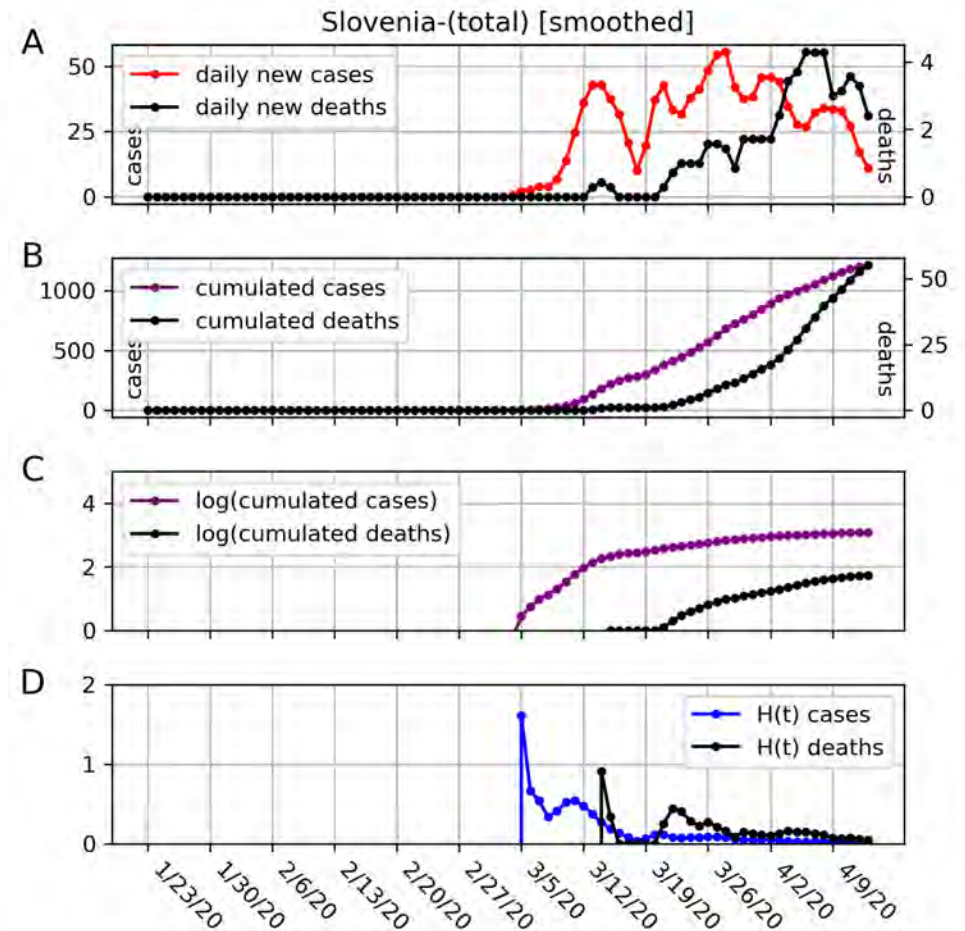 Slovenia-(total) [smoothed]
A
50
25
0
cases
daily new cases
daily new deaths
4
2
0
deaths
B
1000
500
0
cases
cumulated cases
cumulated deaths
50
25
0
deaths
C
4
2
0
log(cumulated cases)
log(cumulated deaths)
D
2
1
0
H(t) cases
H(t) deaths
1/23/20
1/30/20
2/6/20
2/13/20
2/20/20
2/27/20
3/5/20
3/12/20
3/19/20
3/26/20
4/2/20
4/9/20